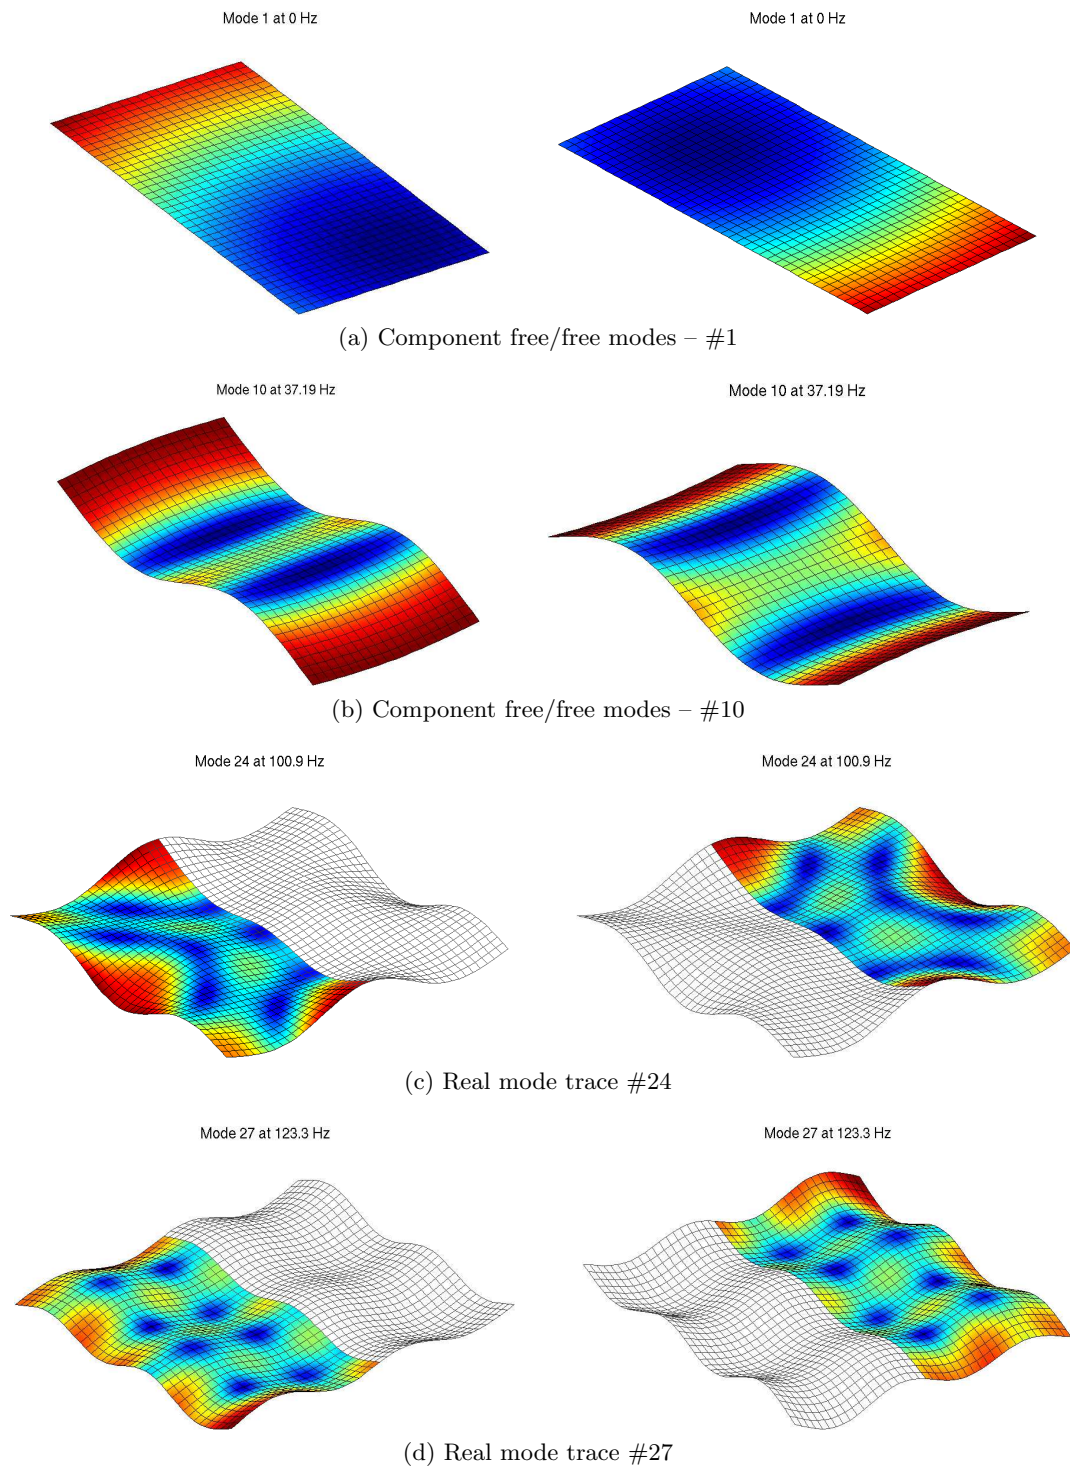 Mode 1 at 0 Hz
Mode 1 at 0 Hz
(a) Component free/free modes – #1
Mode 10 at 37.19 Hz
Mode 10 at 37.19 Hz
(b) Component free/free modes – #10
Mode 24 at 100.9 Hz
Mode 24 at 100.9 Hz
(c) Real mode trace #24
Mode 27 at 123.3 Hz
Mode 27 at 123.3 Hz
(d) Real mode trace #27